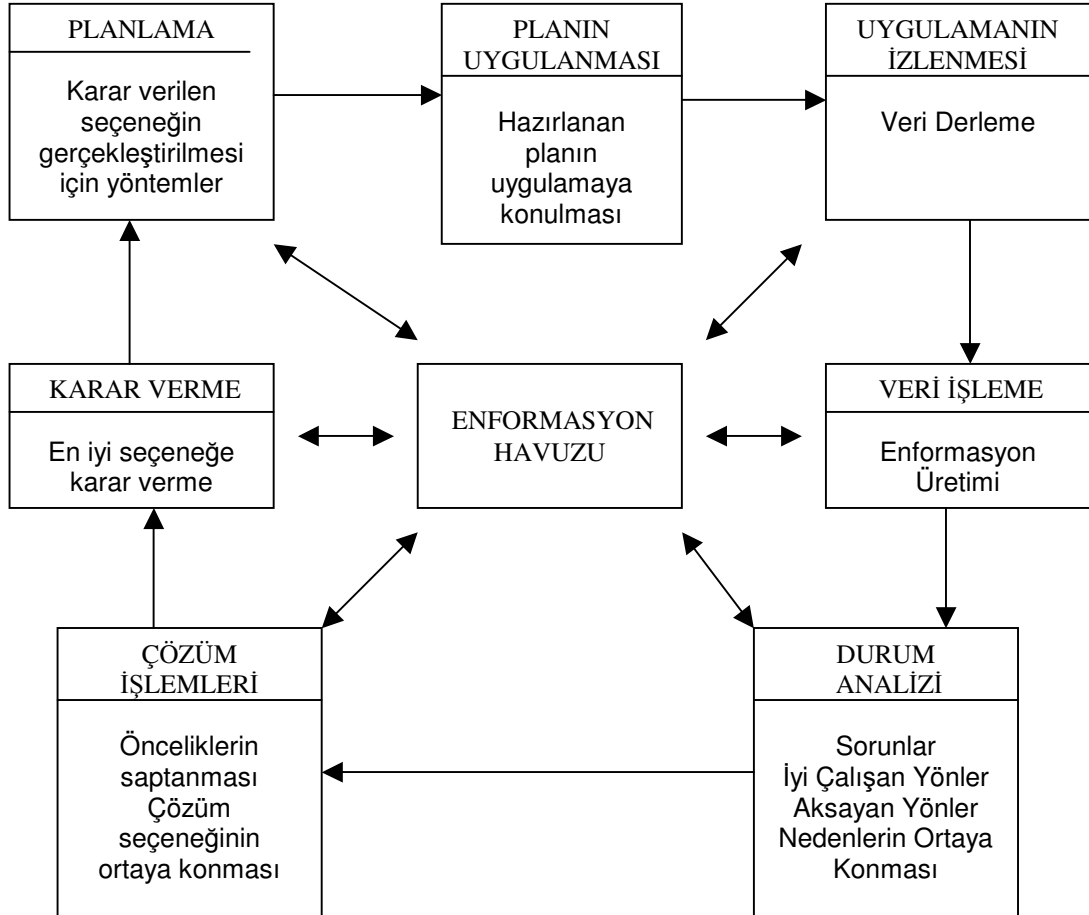 PLANLAMA
Karar verilen
seçeneğin
gerçekleştirilmesi
için yöntemler
PLANIN
UYGULANMASI
Hazırlanan
planın
uygulamaya
konulması
UYGULAMANIN
İZLENMESİ
Veri Derleme
KARAR VERME
En iyi seçeneğe
karar verme
ENFORMASYON
HAVUZU
VERİ İŞLEME
Enformasyon
Üretimi
ÇÖZÜM
İŞLEMLERİ
Önceliklerin
saptanması
Çözüm
seçeneğinin
ortaya konması
DURUM
ANALİZİ
Sorunlar
İyi Çalışan Yönler
Aksayan Yönler
Nedenlerin Ortaya
Konması